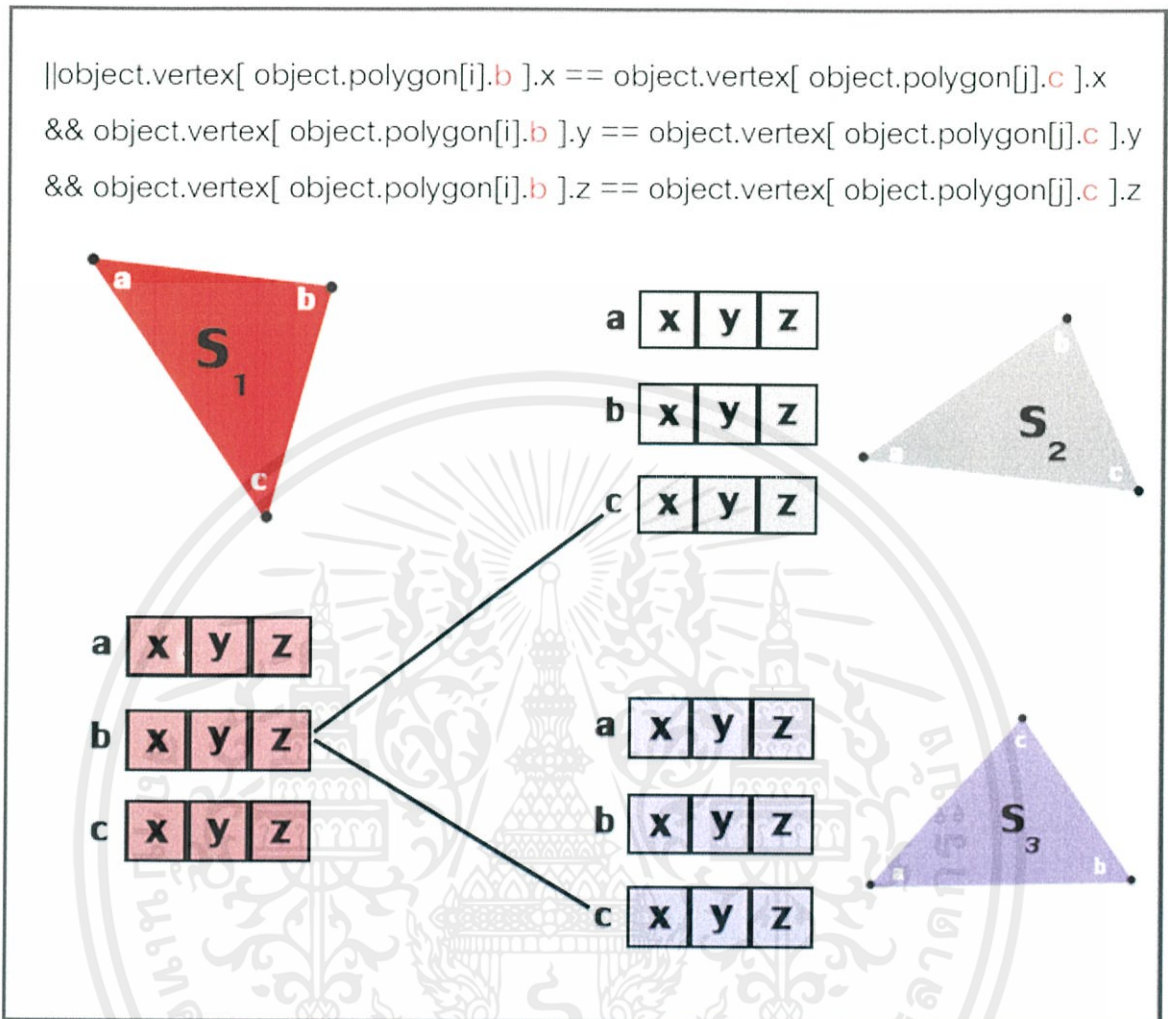 ||object.vertex[ object.polygon[i].b ].x == object.vertex[ object.polygon[j].c ].x
&& object.vertex[ object.polygon[i].b ].y == object.vertex[ object.polygon[j].c ].y
&& object.vertex[ object.polygon[i].b ].z == object.vertex[ object.polygon[j].c ].z
a
b
S1
c
a x y z
b x y z
c x y z
b
S2
a
c
a x y z
b x y z
c x y z
a x y z
b x y z
c x y z
c
S3
a
b